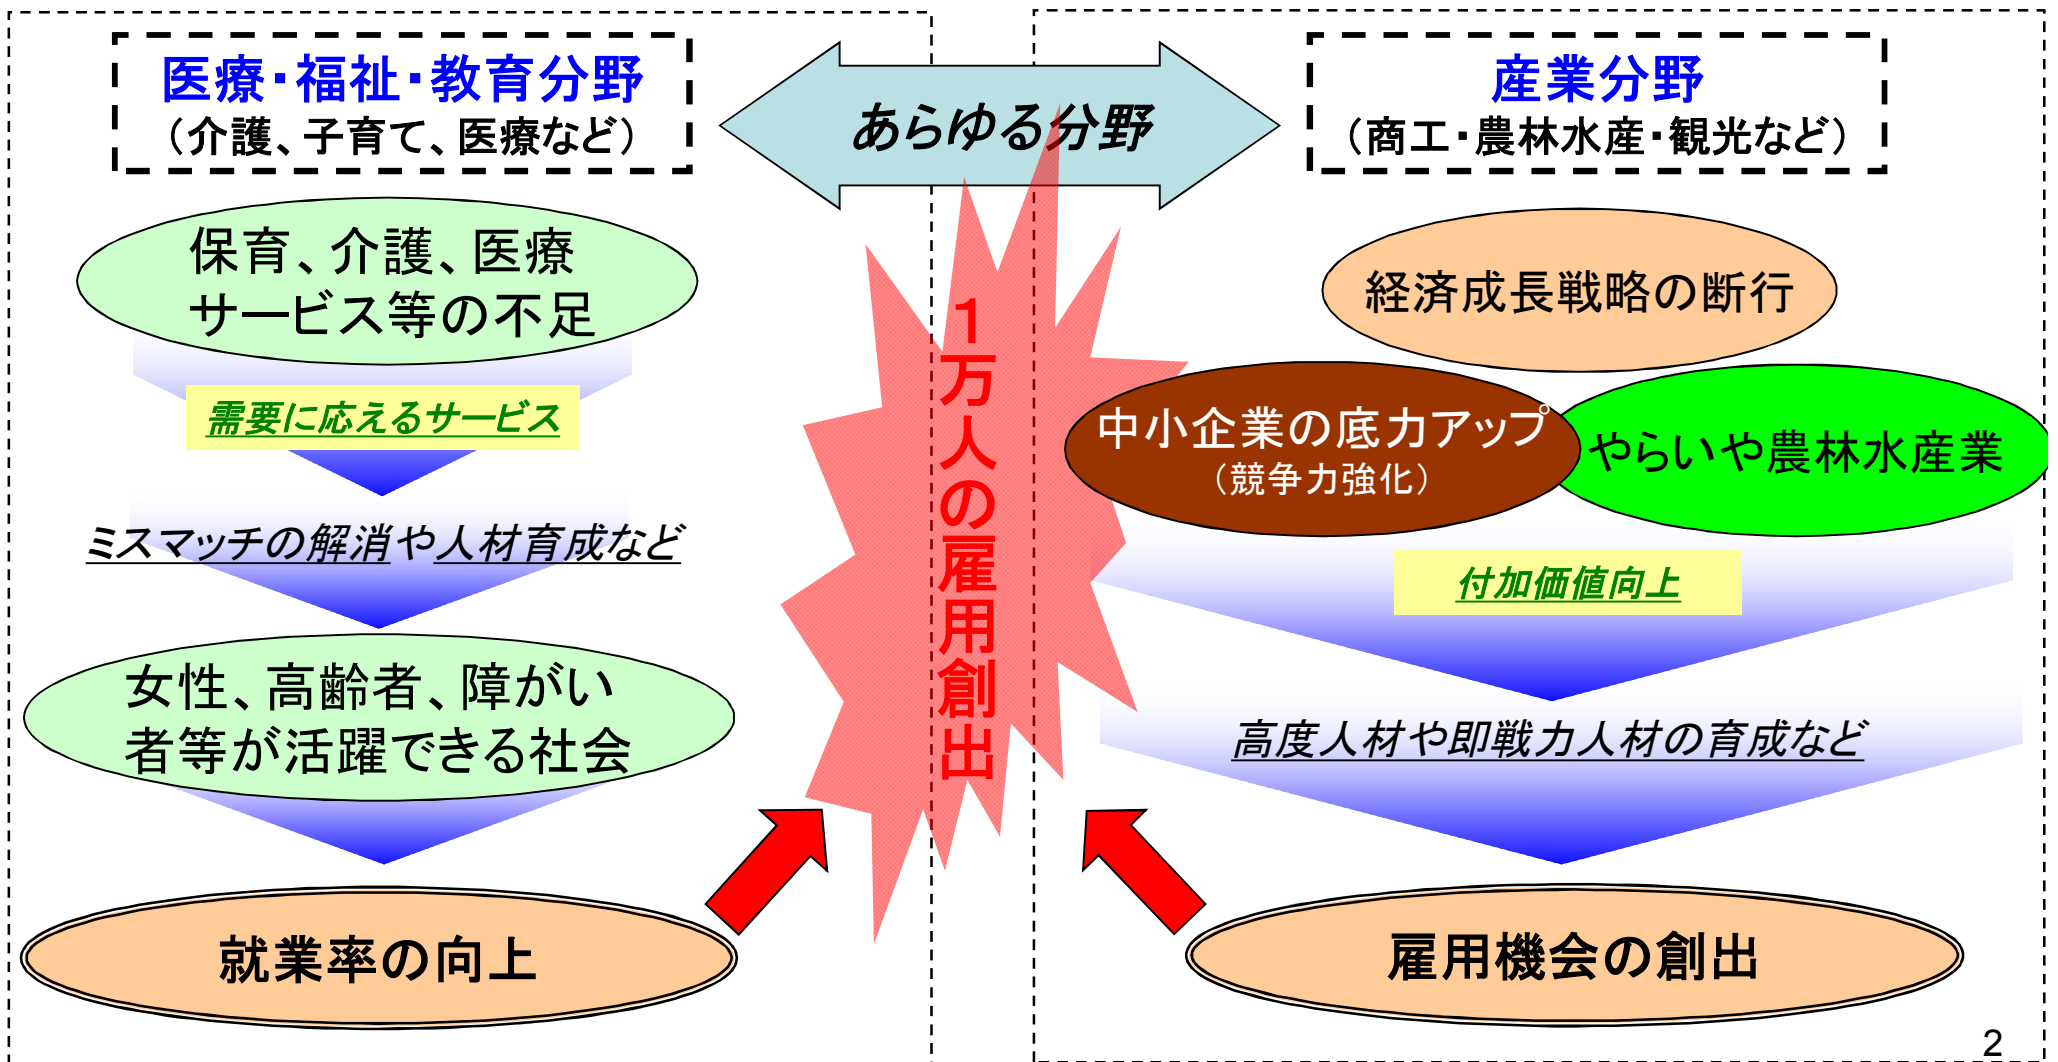 医療・福祉・教育分野
（介護、子育て、医療など）
あらゆる分野
産業分野
（商工・農林水産・観光など）
保育、介護、医療
サービス等の不足
需要に応えるサービス
ミスマッチの解消や人材育成など
女性、高齢者、障がい
者等が活躍できる社会
就業率の向上
１万人の雇用創出
経済成長戦略の断行
中小企業の底力アップ
（競争力強化）
やらいや農林水産業
付加価値向上
高度人材や即戦力人材の育成など
雇用機会の創出
2